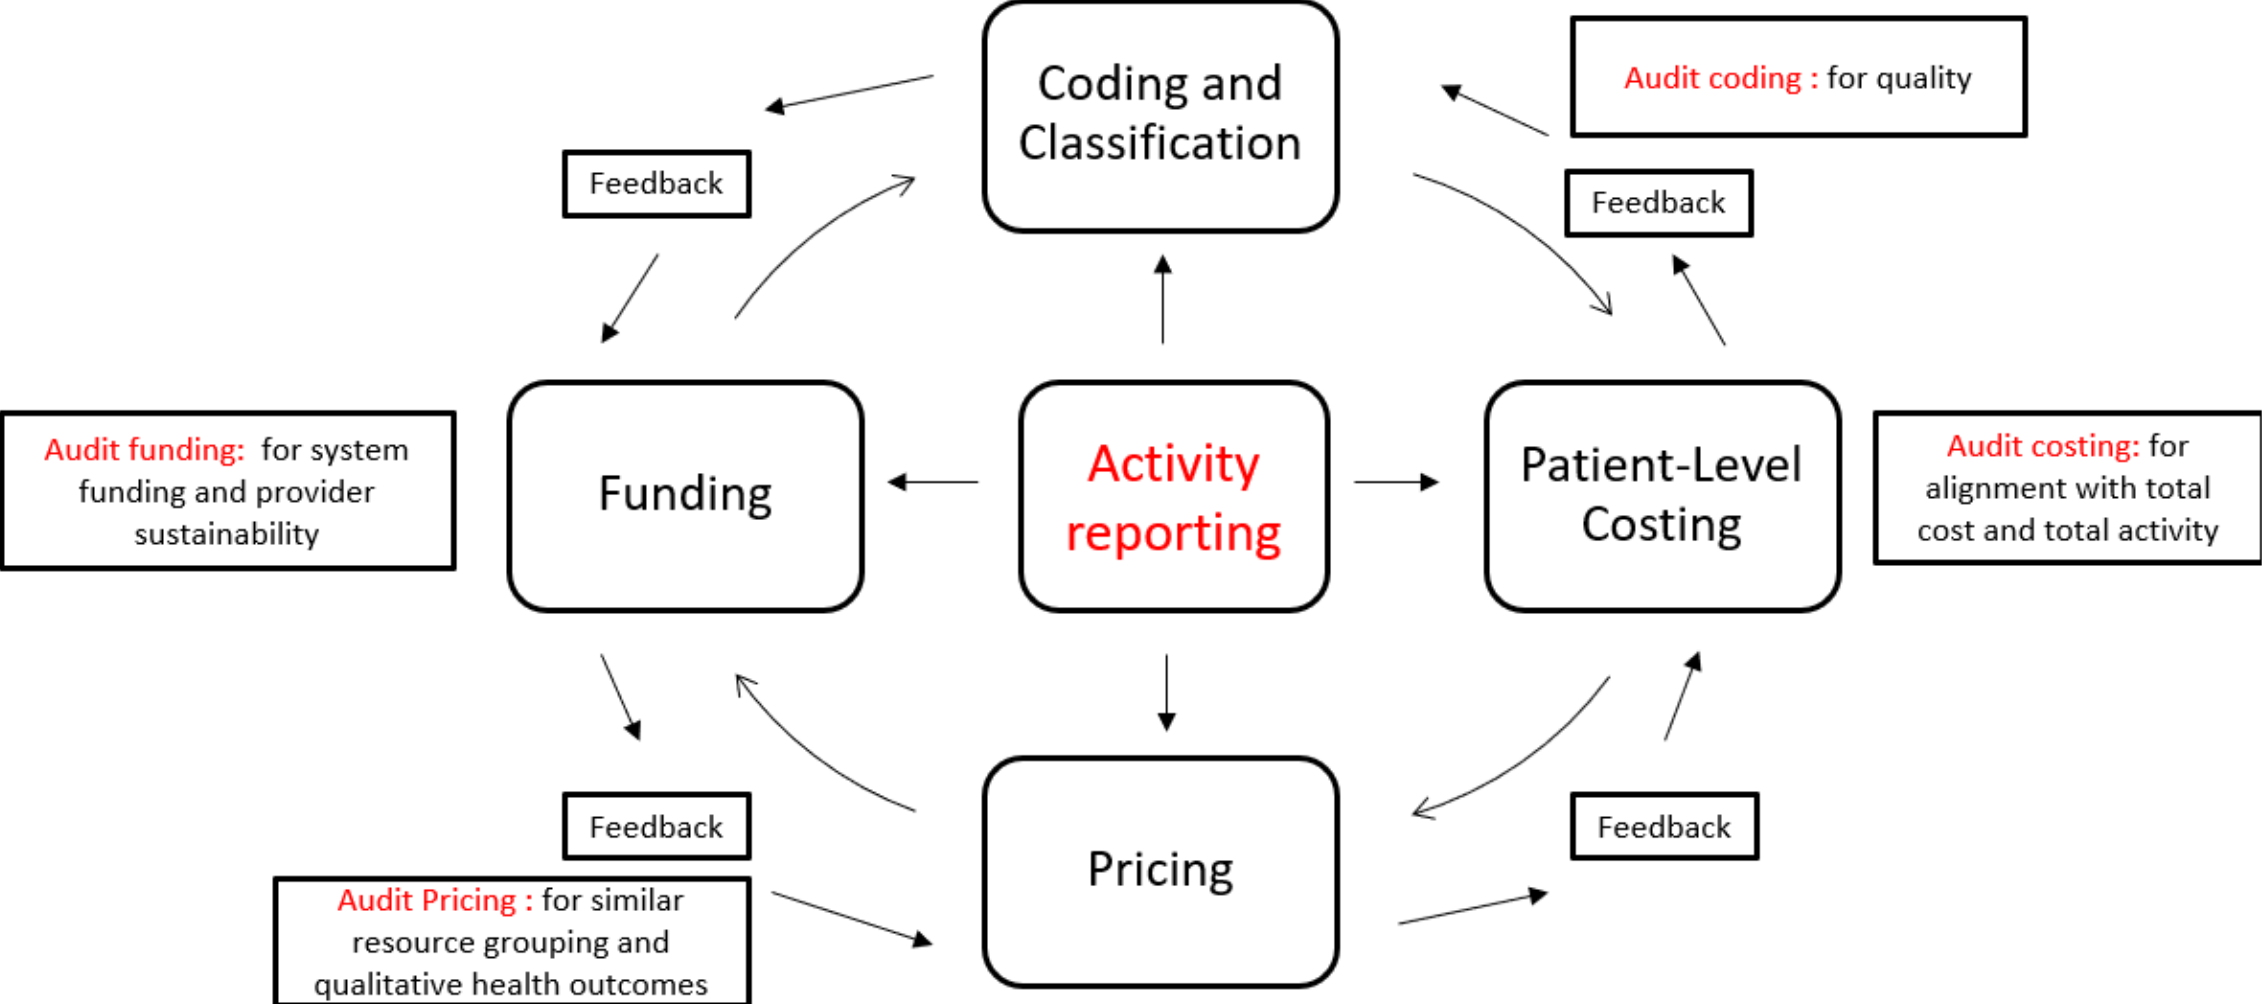 Coding and
Classification
Audit coding : for quality
Feedback
Feedback
Audit funding:  for system
funding and provider
sustainability
Funding
Activity
reporting
Patient-Level
Costing
Audit costing: for
alignment with total
cost and total activity
Feedback
Audit Pricing : for similar
resource grouping and
qualitative health outcomes
Pricing
Feedback